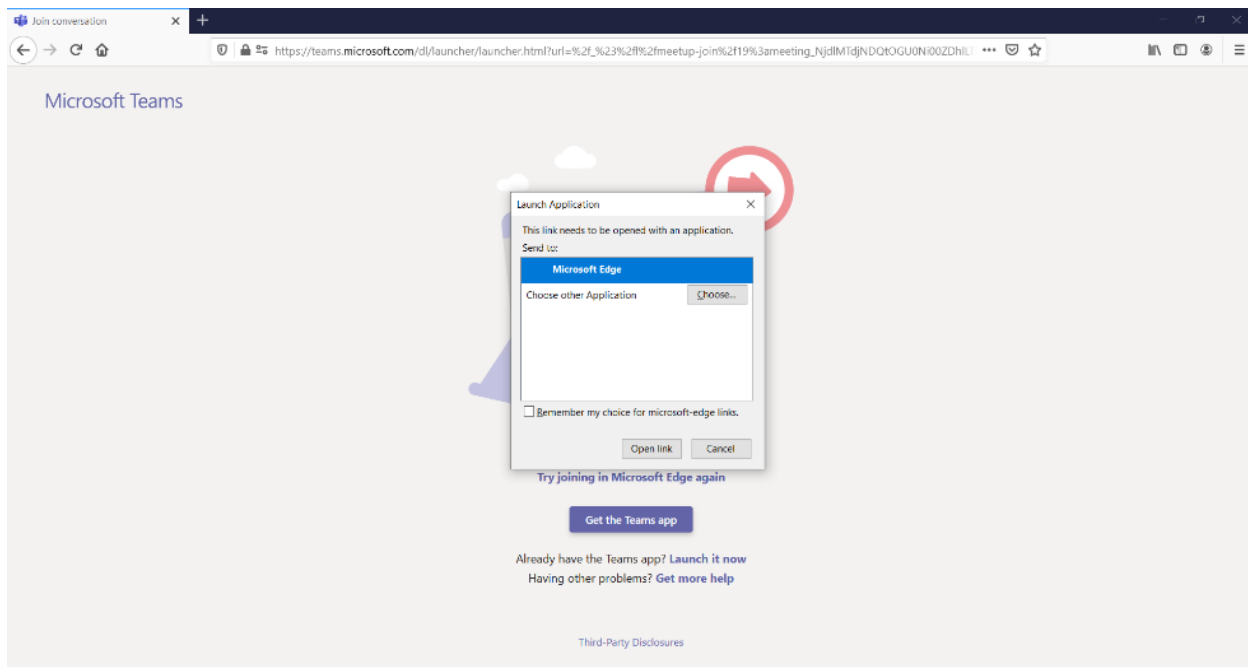 Join conversation
https://teams.microsoft.com/dl/launcher/launcher.html?url=%2f_%23%2fl%2fmeetup-join%2f19%3ameeting_NjdlMTdjNDQtOGU0Ni00ZDhlL
Microsoft Teams
Launch Application
This link needs to be opened with an application.
Send to:
Microsoft Edge
Choose other Application
Choose...
Remember my choice for microsoft-edge links.
Open link Cancel
Try joining in Microsoft Edge again
Get the Teams app
Already have the Teams app? Launch it now
Having other problems? Get more help
Third-Party Disclosures